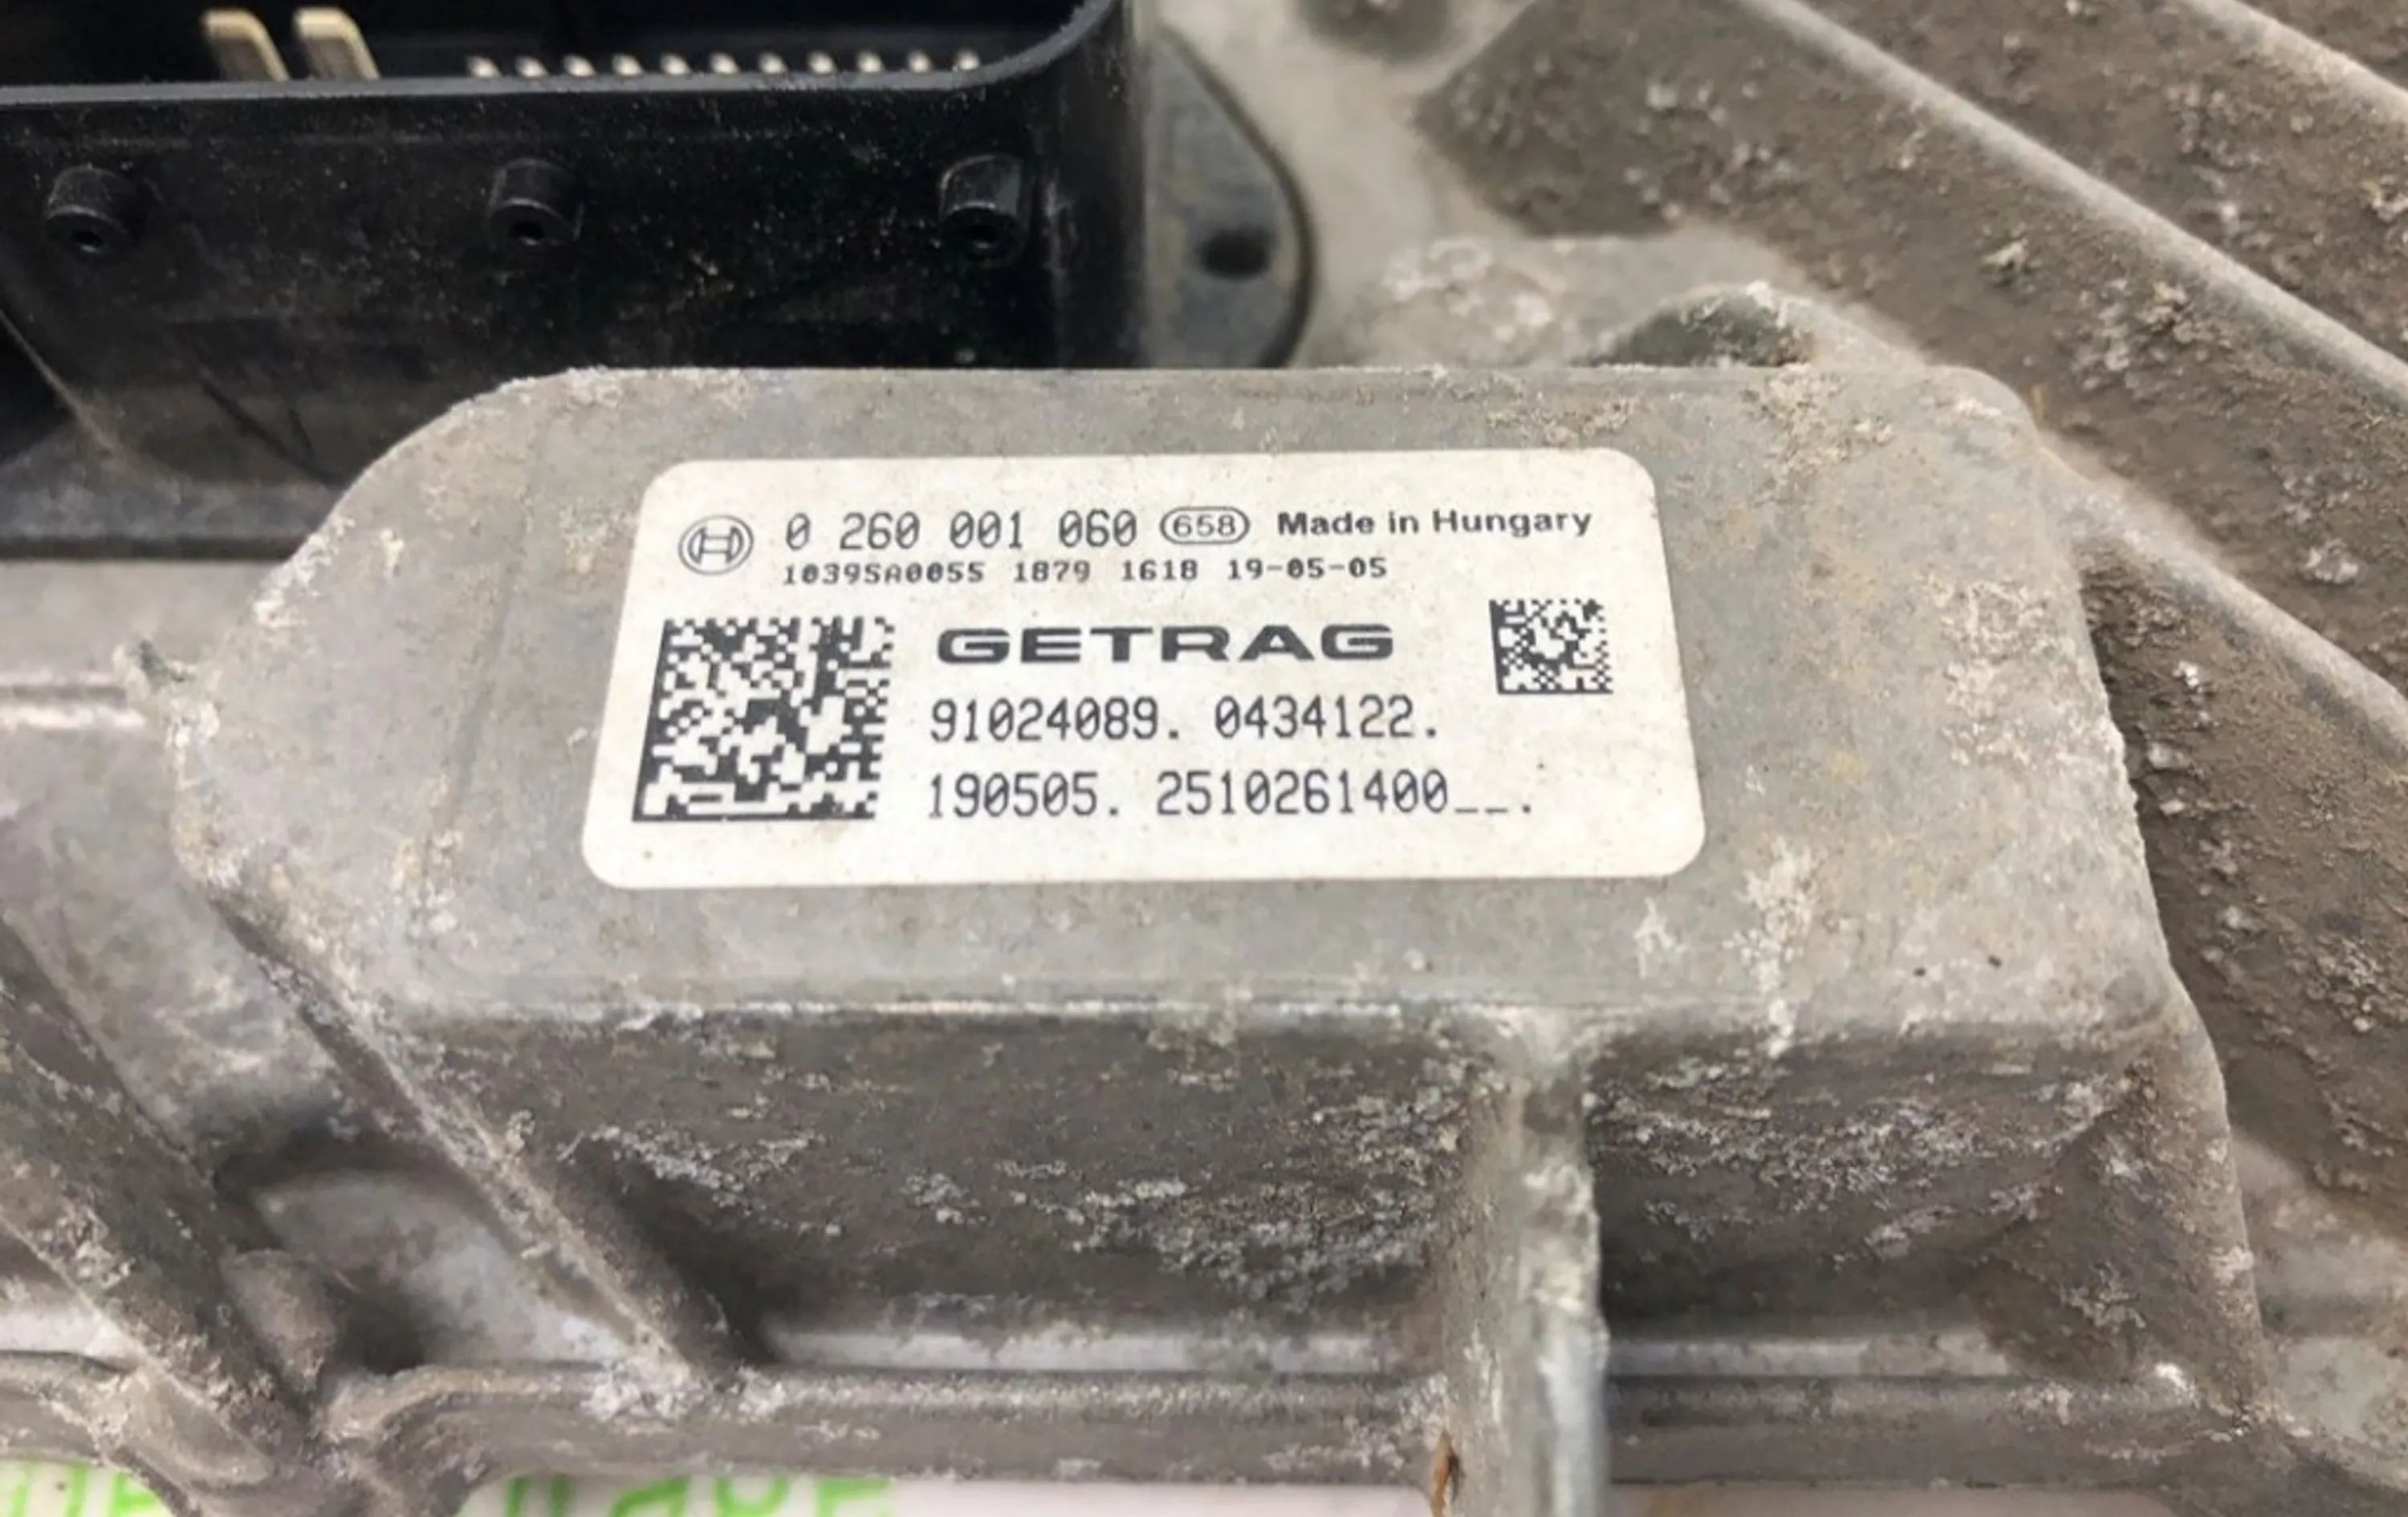 0 260 001 060 658 Made in Hungary
1039SA0055 1879 1618 19-05-05
GETRAG
91024089. 0434122.
190505. 2510261400__.